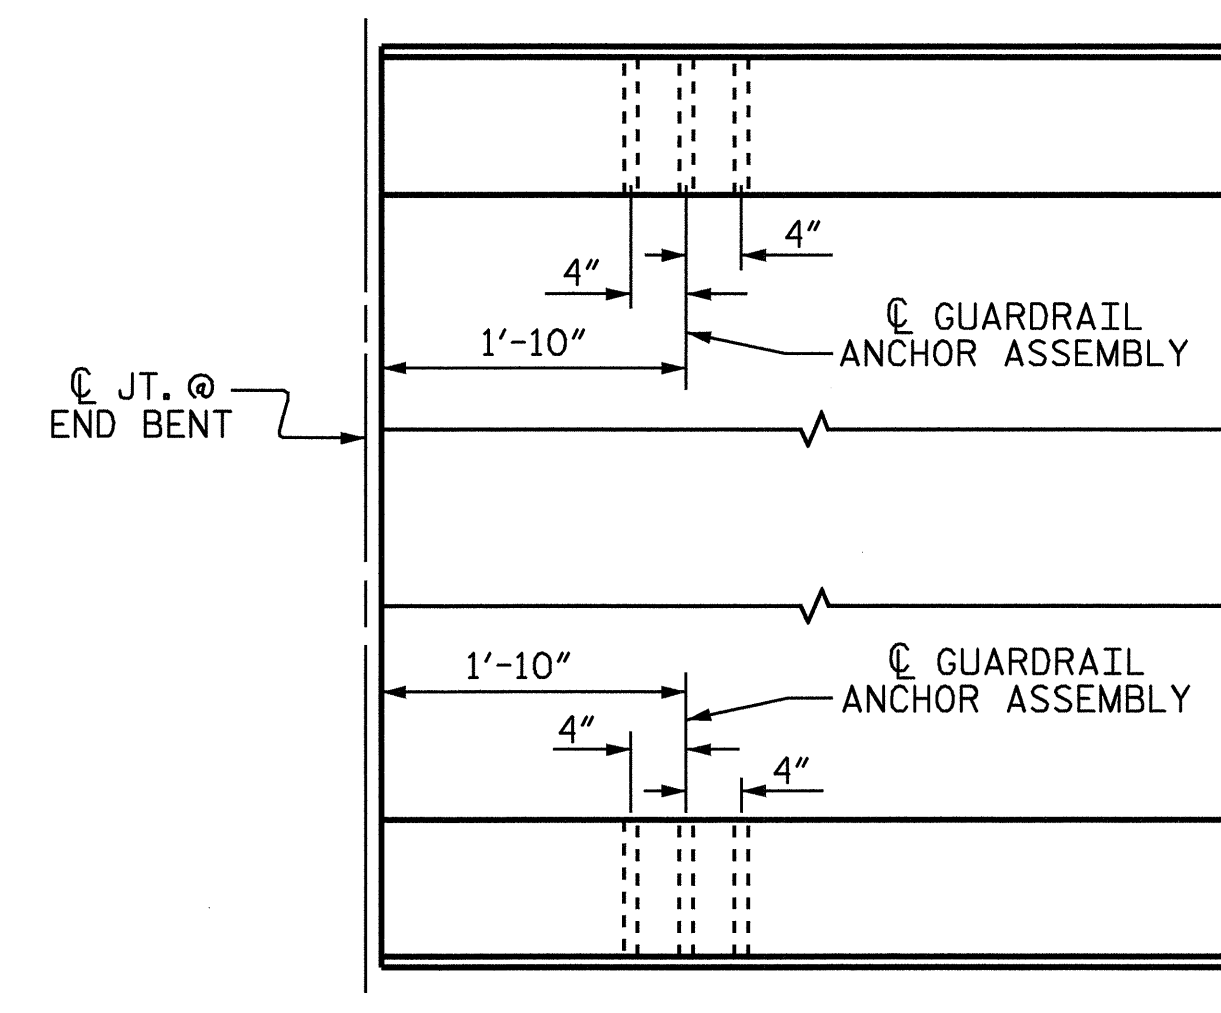 4"
4"
℄ GUARDRAIL
ANCHOR ASSEMBLY
1'-10"
℄ JT. @
END BENT
1'-10"
℄ GUARDRAIL
ANCHOR ASSEMBLY
4"
4"